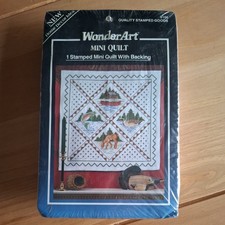 NEW
QUALITY STAMPED GOODS
WonderArt®
MINI QUILT
1 Stamped Mini Quilt With Backing